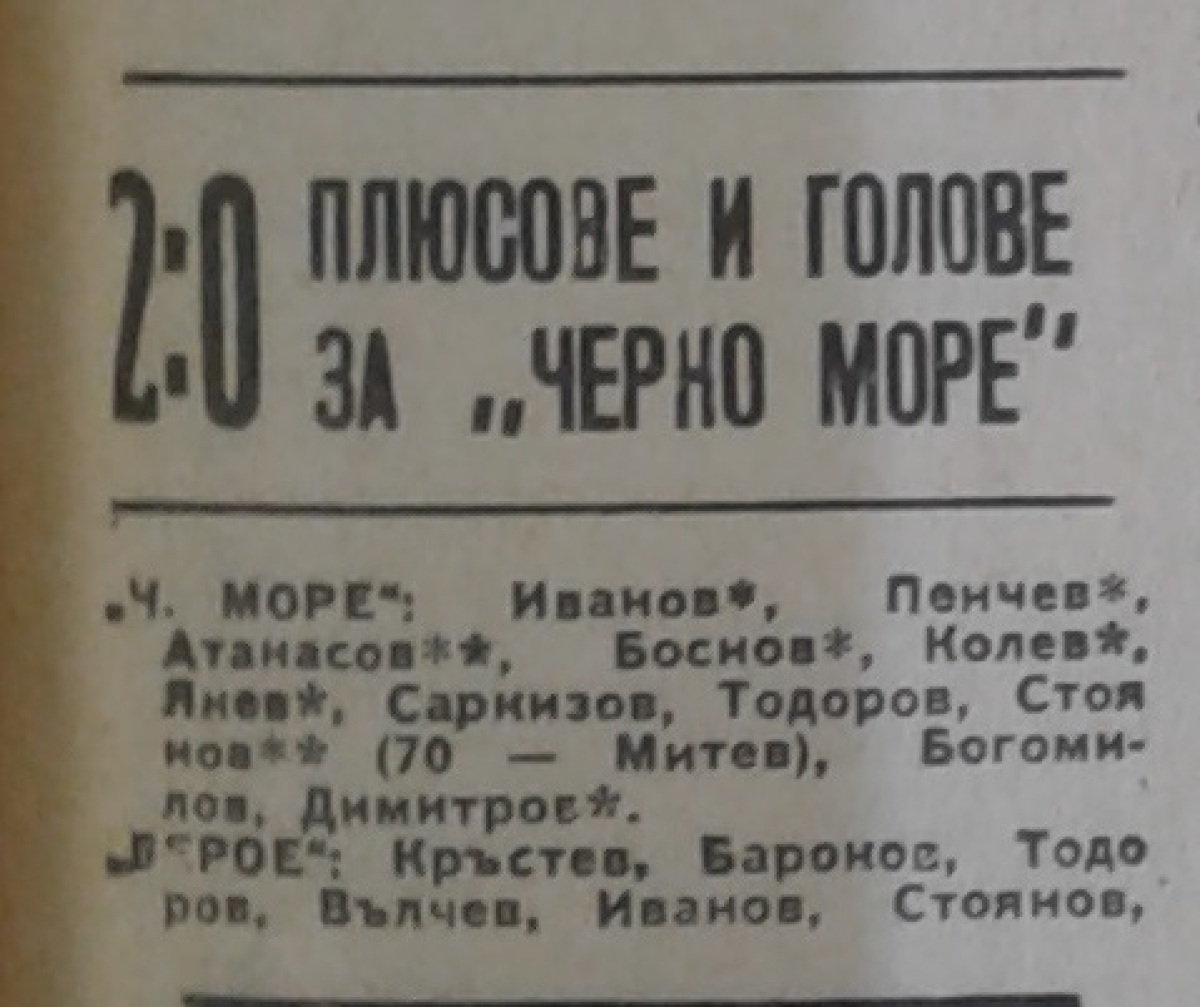 2:0 ПЛЮСОВЕ И ГОЛОВЕ
ЗА „ЧЕРНО МОРЕ"
„Ч. МОРЕ“: Иванов*, Пенчев*,
Атанасов**, Боснов*, Колев*,
Янев*, Саркизов, Тодоров, Стоя
нов** (70 — Митев), Богоми-
лов, Димитров*.
Кръстев, Бароков, Тодо
ров, Вълчев, Иванов, Стоянов,